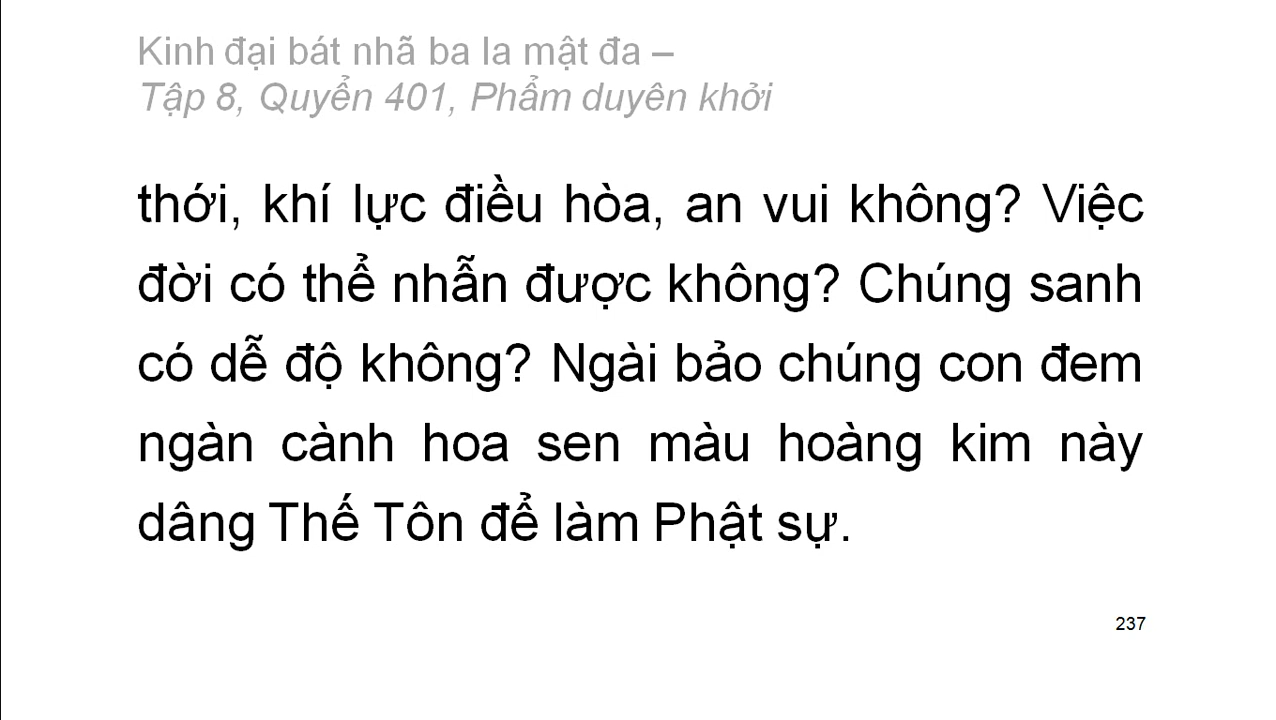 Kinh đại bát nhã ba la mật đa –
Tập 8, Quyển 401, Phẩm duyên khởi
thới, khí lực điều hòa, an vui không? Việc
đời có thể nhẫn được không? Chúng sanh
có dễ độ không? Ngài bảo chúng con đem
ngàn cành hoa sen màu hoàng kim này
dâng Thế Tôn để làm Phật sự.
237